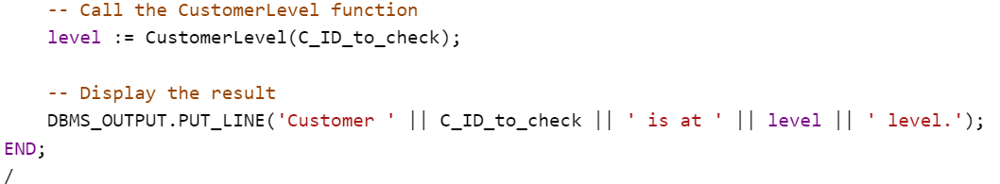 -- Call the CustomerLevel function
level := CustomerLevel(C_ID_to_check);
-- Display the result
DBMS_OUTPUT.PUT_LINE('Customer ' || C_ID_to_check || ' is at ' || level || ' level.');
END;
/